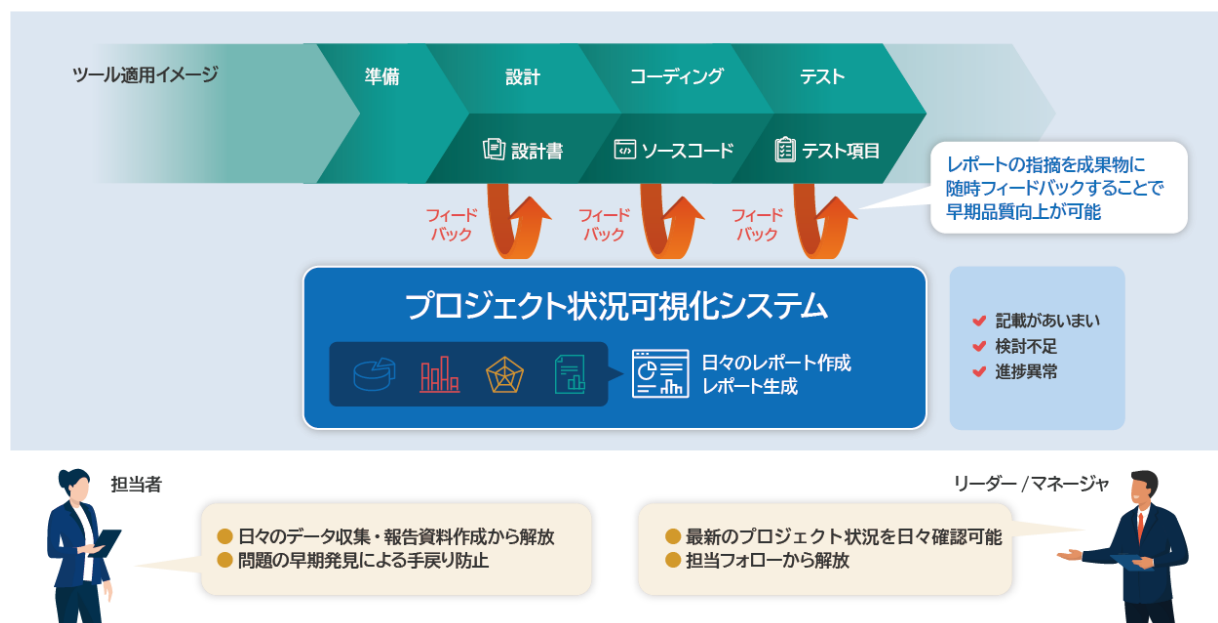 ツール適用イメージ
準備
設計
コーディング
テスト
設計書
ソースコード
テスト項目
レポートの指摘を成果物に
随時フィードバックすることで
早期品質向上が可能
フィード
バック
フィード
バック
フィード
バック
プロジェクト状況可視化システム
日々のレポート作成
レポート生成
記載があいまい
検討不足
進捗異常
担当者
● 日々のデータ収集・報告資料作成から解放
● 問題の早期発見による手戻り防止
リーダー /マネージャ
● 最新のプロジェクト状況を日々確認可能
● 担当フォローから解放